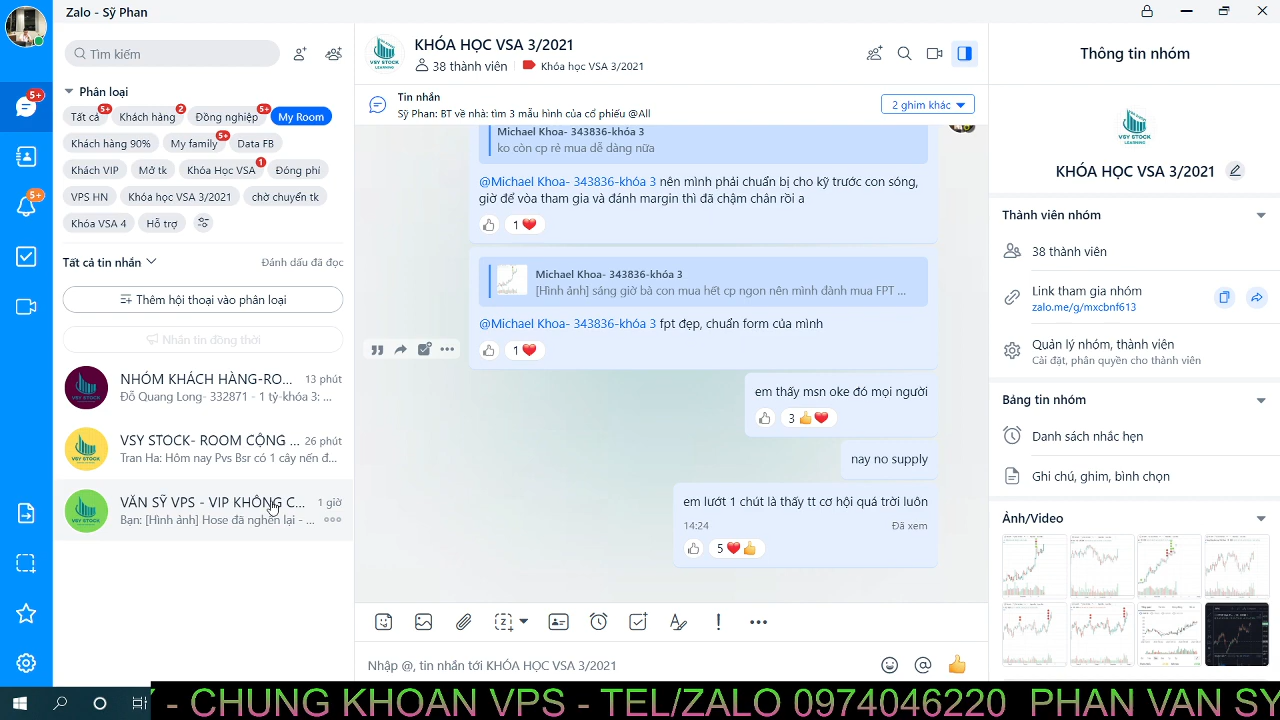 Zalo - Sỹ Phan
5+
5+
Tìm kiếm
Phân loại
Tất cả 5+
Khách hàng 2
Đồng nghiệp 5+
My Room
Khách hàng 90%
My family 5+
Data FB
Khách VIP
Mở tk
Khóa Học VSA 1
Đóng phí
VPS HN
Khóa học VSA 3/2021
chờ chuyển tk
Khóa VSA 4
Hỗ trợ
Tất cả tin nhắn
Đánh dấu đã đọc
Thêm hội thoại vào phân loại
Nhắn tin đồng thời
NHÓM KHÁCH HÀNG-RO... 13 phút
Đỗ Quang Long- 332871 - 1 tỷ-khóa 3: ...
VSY STOCK- ROOM CỘNG ... 26 phút
Tran Ha: Hôm nay Pvs Bsr có 1 cây nến đ...
VĂN SỸ VPS - VIP KHÔNG C... 1 giờ
Bạn: [Hình ảnh] Hose đã nghẽn lại - ...
VSY STOCK
LEARNING
KHÓA HỌC VSA 3/2021
38 thành viên
Khóa học VSA 3/2021
Tin nhắn
Sỹ Phan: BT về nhà: tìm 3 mẫu hình của cổ phiếu @All
2 ghim khác
Michael Khoa- 343836-khóa 3
ko còn cp rẻ mua dễ dàng nữa
@Michael Khoa- 343836-khóa 3 nên mình phải chuẩn bị cho kỹ trước con sóng,
giờ để vòa tham gia và đánh margin thì đã chậm chân rồi a
1
Michael Khoa- 343836-khóa 3
[Hình ảnh] sáng giờ bà con mua hết cp ngon nên mình đành mua FPT ...
@Michael Khoa- 343836-khóa 3 fpt đẹp, chuẩn form của mình
1
em thấy msn oke đó mọi người
3
nay no supply
em lướt 1 chút là thấy tt cơ hội quá trời luôn
14:24
Đã xem
5
Nhập @, tin nhắn
3/2021
Thông tin nhóm
VSY STOCK
LEARNING
KHÓA HỌC VSA 3/2021
Thành viên nhóm
38 thành viên
Link tham gia nhóm
zalo.me/g/mxcbnf613
Quản lý nhóm, thành viên
Cài đặt, phân quyền cho thành viên
Bảng tin nhóm
Danh sách nhắc hẹn
Ghi chú, ghim, bình chọn
Ảnh/Video
- CHUNG KHOAN VPS - TEL/ZALO 0974046220 PHAN VAN SY